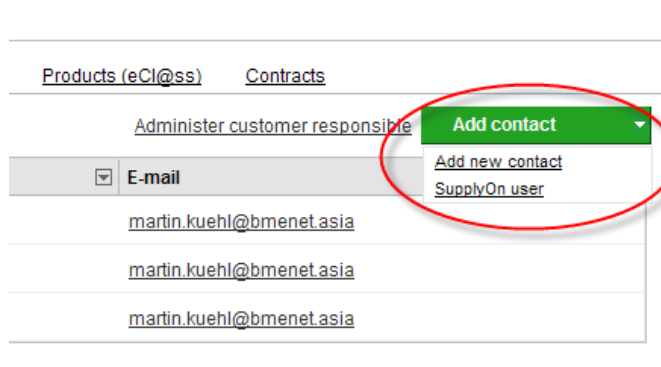 Products (eCl@ss) Contracts
Administer customer responsible Add contact
Add new contact
SupplyOn user
E-mail
martin.kuehl@bmenet.asia
martin.kuehl@bmenet.asia
martin.kuehl@bmenet.asia